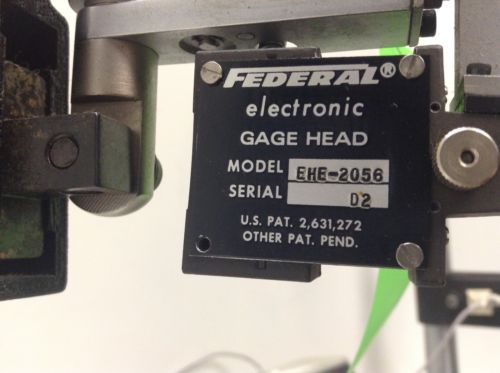 FEDERAL®
electronic
GAGE HEAD
MODEL EHE-2056
SERIAL D2
U.S. PAT. 2,631,272
OTHER PAT. PEND.